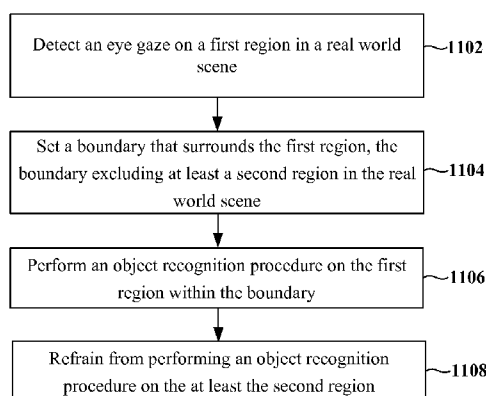 Detect an eye gaze on a first region in a real world
scene
1102
Set a boundary that surrounds the first region, the
boundary excluding at least a second region in the real
world scene
1104
Perform an object recognition procedure on the first
region within the boundary
1106
Refrain from performing an object recognition
procedure on the at least the second region
1108